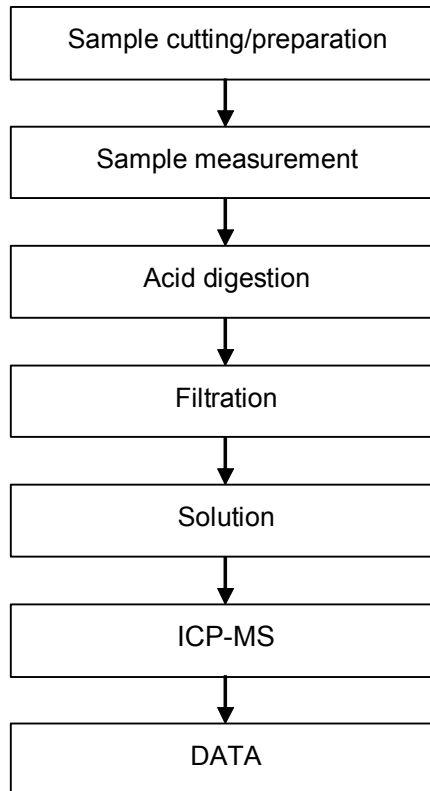 Sample cutting/preparation
Sample measurement
Acid digestion
Filtration
Solution
ICP-MS
DATA